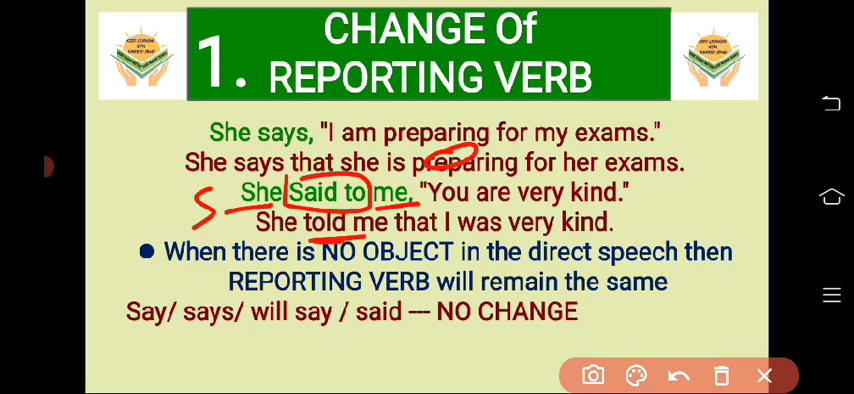 1.
CHANGE Of
REPORTING VERB
She says, "I am preparing for my exams."
She says that she is preparing for her exams.
S
She Said to me, "You are very kind."
She told me that I was very kind.
● When there is NO OBJECT in the direct speech then
REPORTING VERB will remain the same
Say/ says/ will say / said --- NO CHANGE